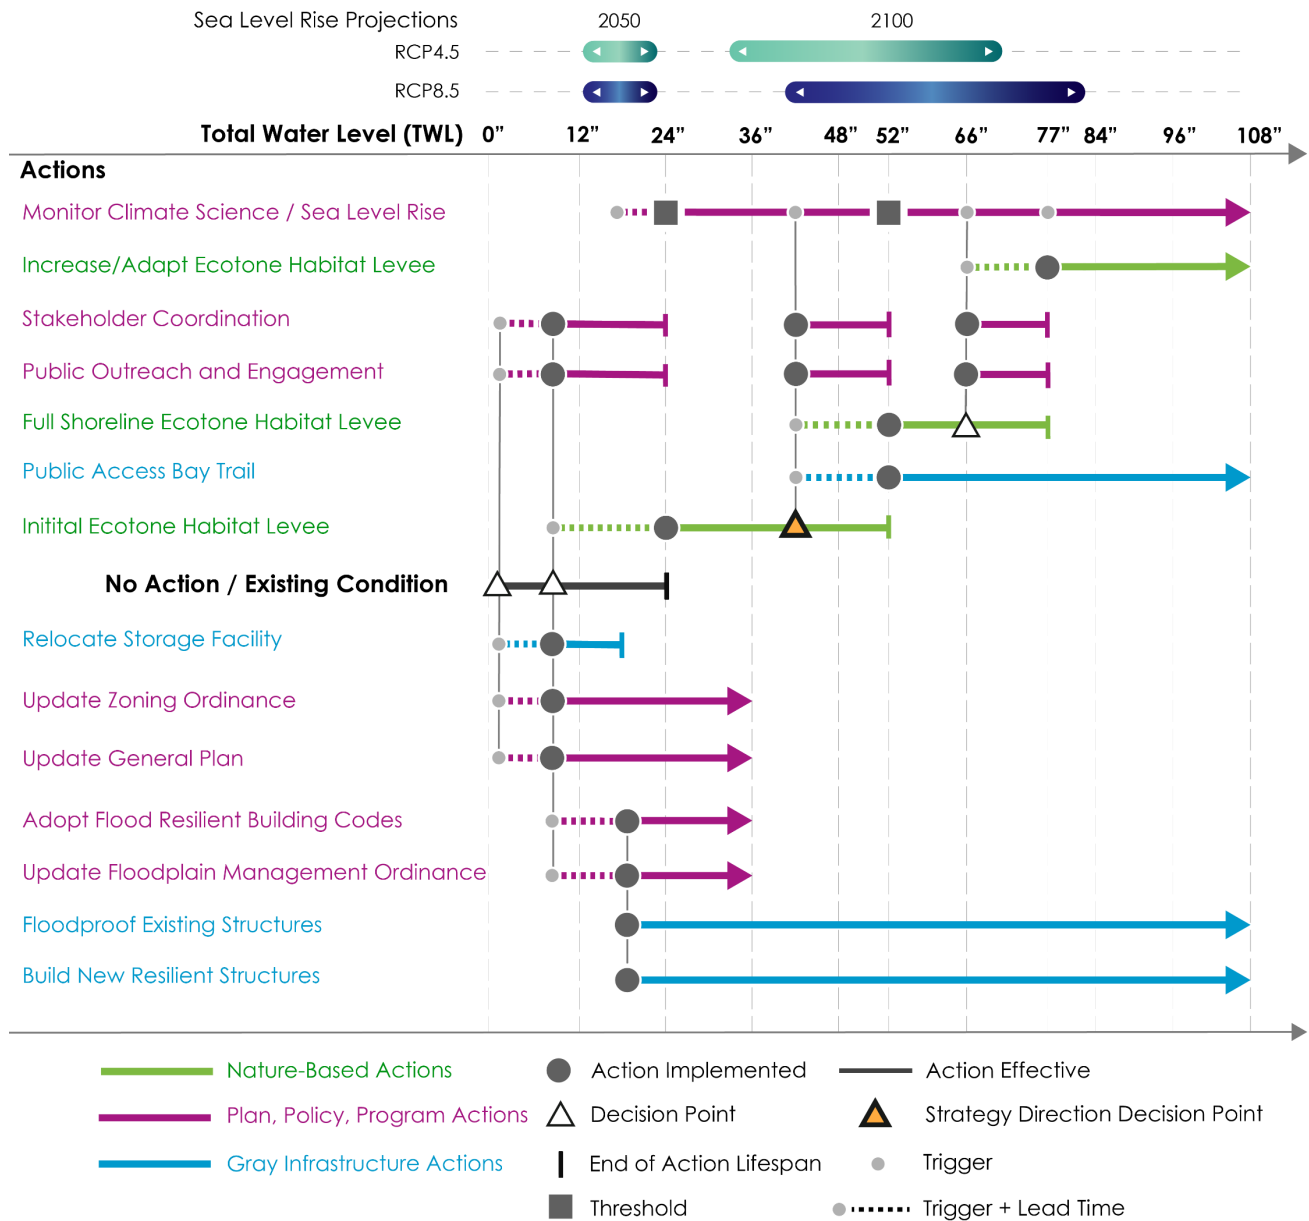 Sea Level Rise Projections 2050 2100
RCP4.5
RCP8.5
Total Water Level (TWL) 0” 12” 24” 36” 48” 52” 66” 77” 84” 96” 108”
Actions
Monitor Climate Science / Sea Level Rise
Increase/Adapt Ecotone Habitat Levee
Stakeholder Coordination
Public Outreach and Engagement
Full Shoreline Ecotone Habitat Levee
Public Access Bay Trail
Initital Ecotone Habitat Levee
No Action / Existing Condition
Relocate Storage Facility
Update Zoning Ordinance
Update General Plan
Adopt Flood Resilient Building Codes
Update Floodplain Management Ordinance
Floodproof Existing Structures
Build New Resilient Structures
Nature-Based Actions Action Implemented Action Effective
Plan, Policy, Program Actions Decision Point Strategy Direction Decision Point
Gray Infrastructure Actions End of Action Lifespan Trigger
Threshold Trigger + Lead Time